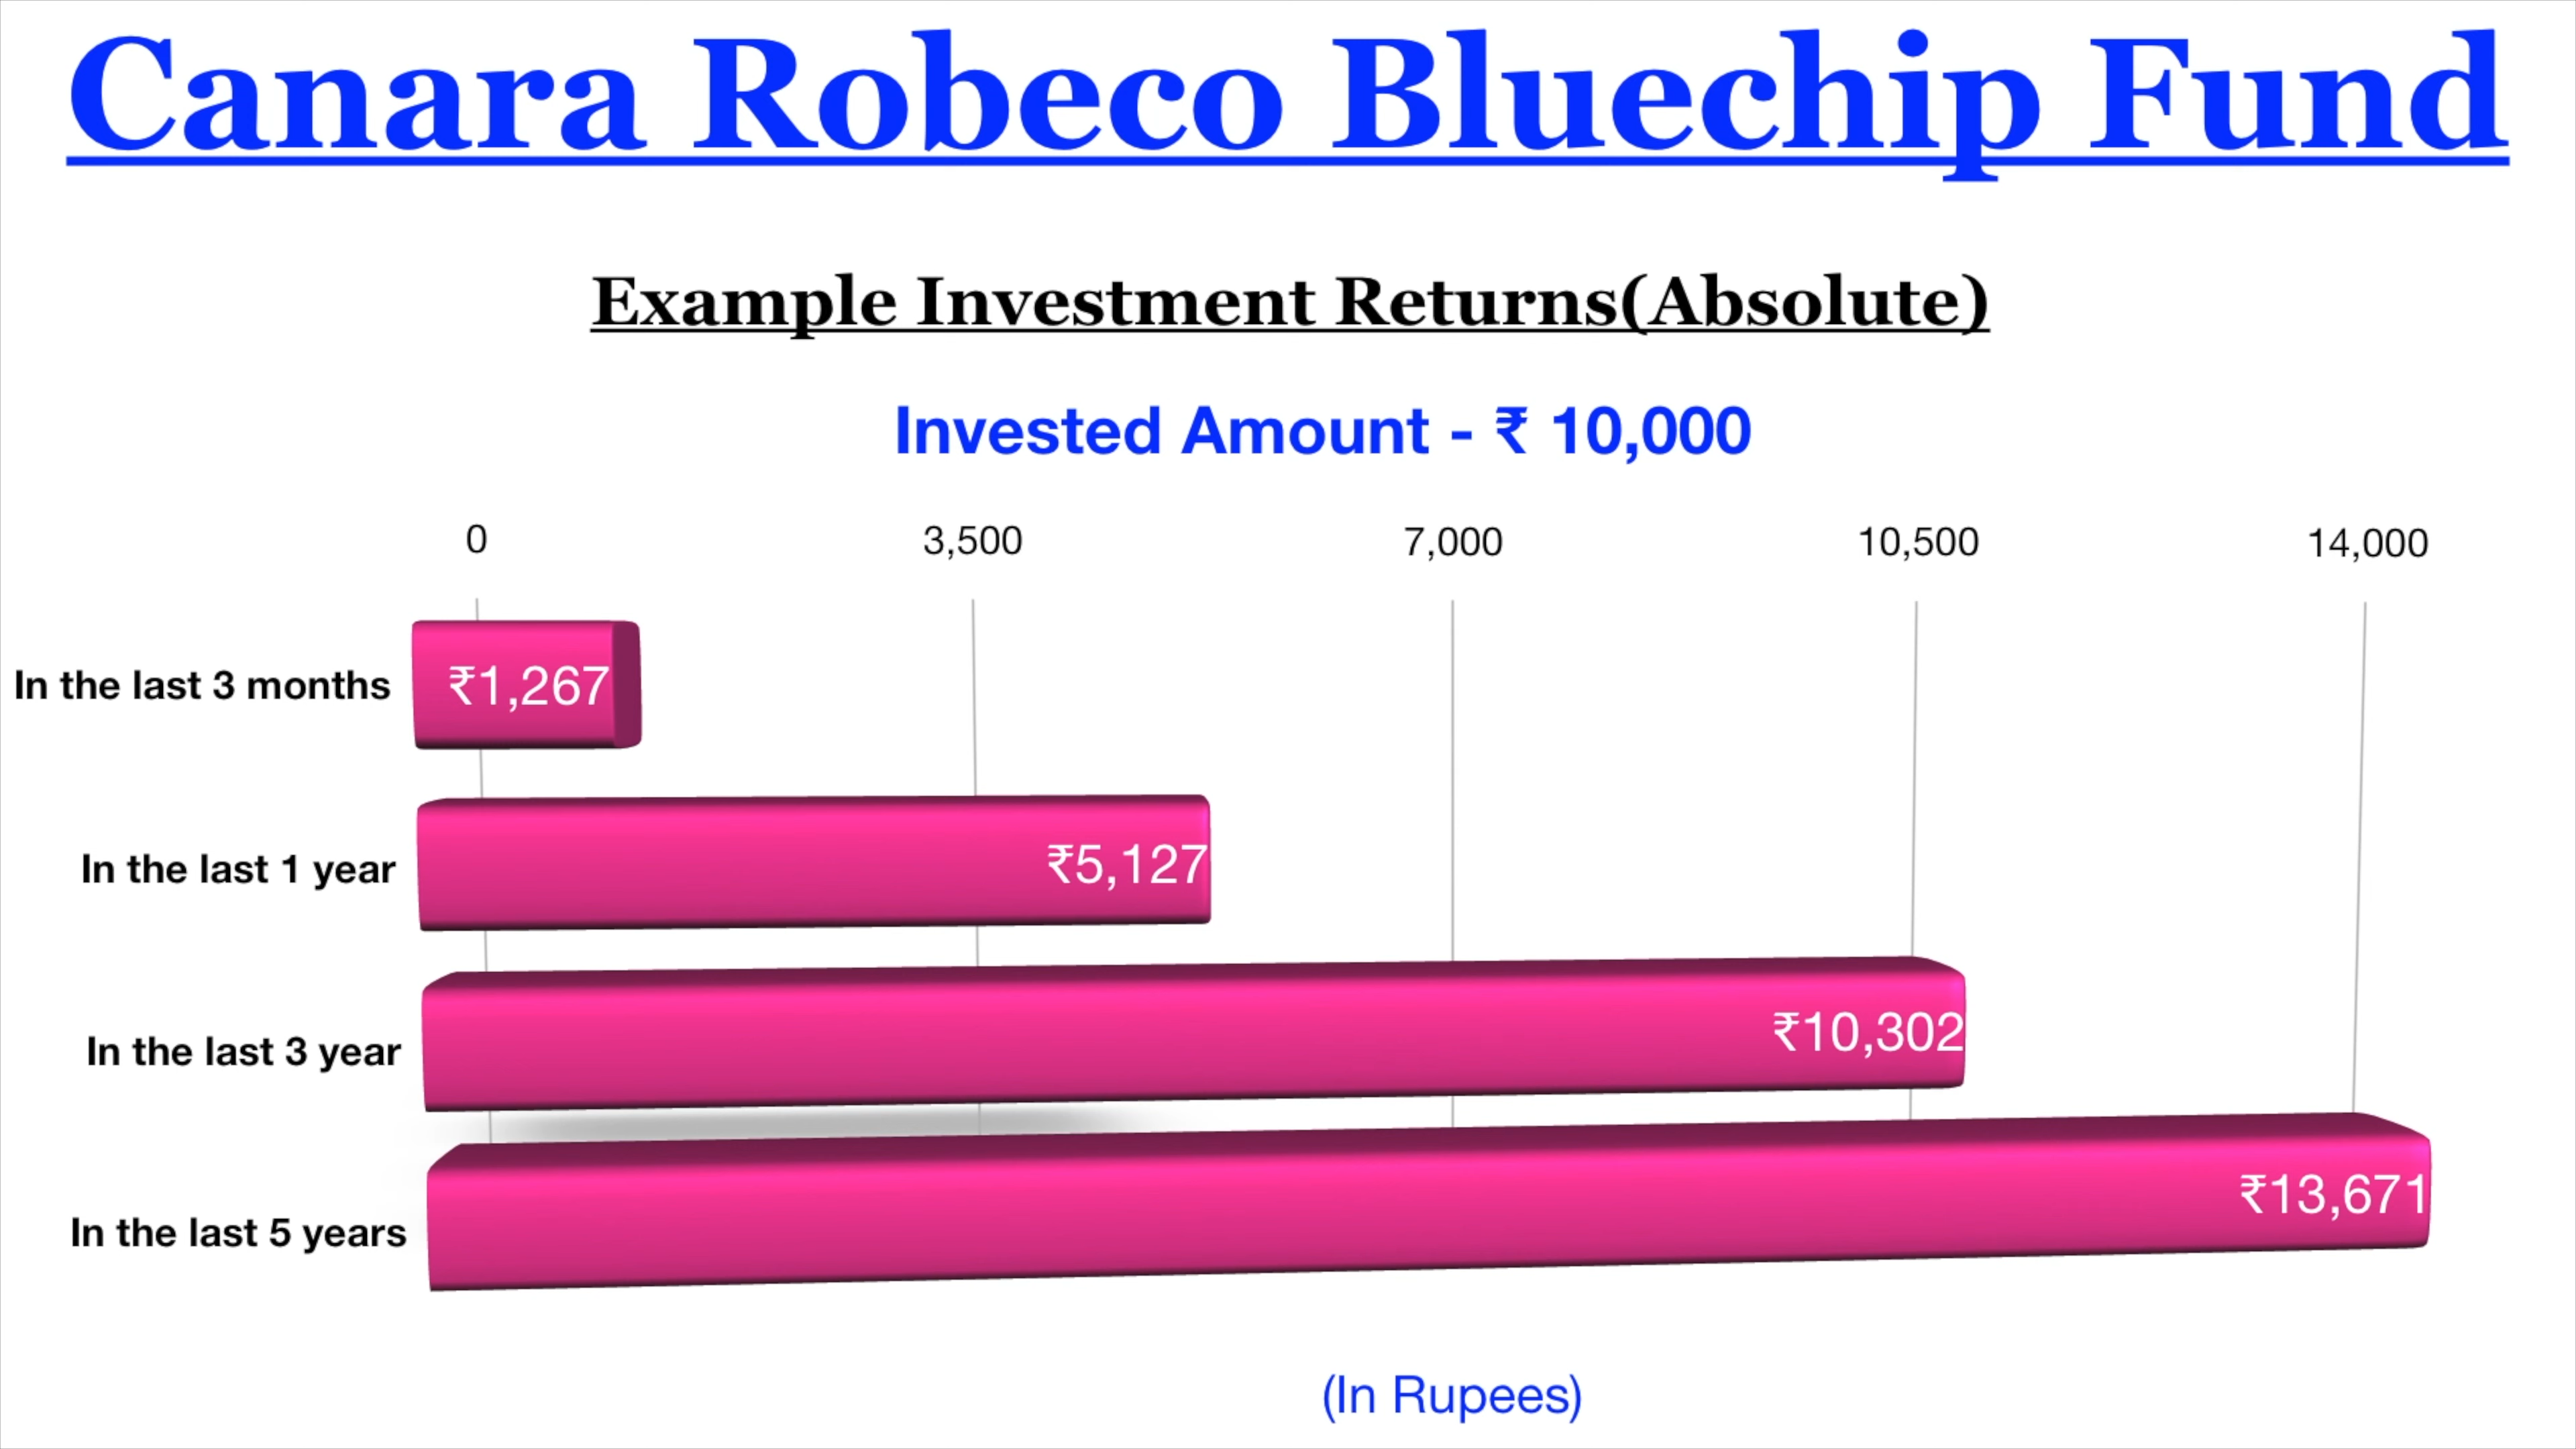 Canara Robeco Bluechip Fund
Example Investment Returns(Absolute)
Invested Amount - ₹ 10,000
0 3,500 7,000 10,500 14,000
In the last 3 months ₹1,267
In the last 1 year ₹5,127
In the last 3 year ₹10,302
In the last 5 years ₹13,671
(In Rupees)